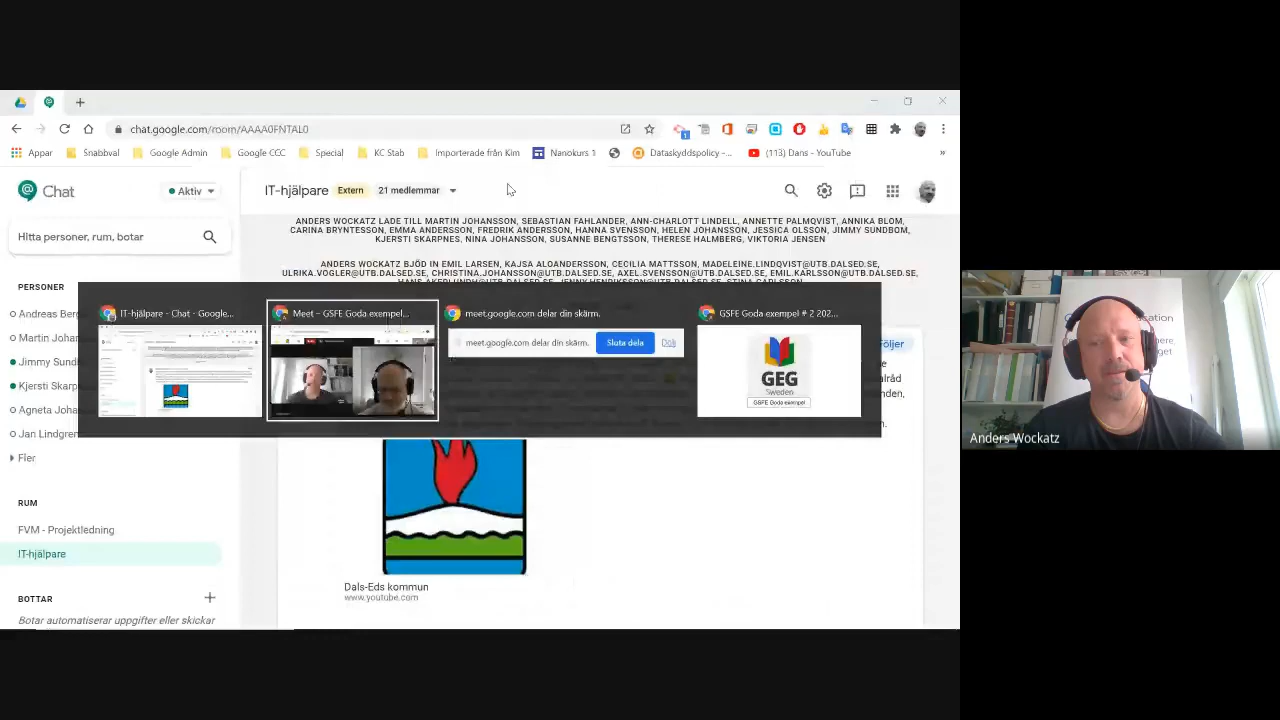 chat.google.com/room/AAAA0FNTAL0
Appar
Snabbval
Google Admin
Google CCC
Special
KC Stab
Importerade från Kim
Nanokurs 1
Dataskyddspolicy –...
(113) Dans - YouTube
»
Chat
Aktiv
IT-hjälpare
Extern
21 medlemmar
Hitta personer, rum, botar
ANDERS WOCKATZ LADE TILL MARTIN JOHANSSON, SEBASTIAN FAHLANDER, ANN-CHARLOTT LINDELL, ANNETTE PALMQVIST, ANNIKA BLOM,
CARINA BRYNTESSON, EMMA ANDERSSON, FREDRIK ANDERSSON, HANNA SVENSSON, HELEN JOHANSSON, JESSICA OLSSON, JIMMY SUNDBOM,
KJERSTI SKARPNES, NINA JOHANSSON, SUSANNE BENGTSSON, THERESE HALMBERG, VIKTORIA JENSEN
ANDERS WOCKATZ BJÖD IN EMIL LARSEN, KAJSA ALOANDERSSON, CECILIA MATTSSON, MADELEINE.LINDQVIST@UTB.DALSED.SE,
ULRIKA.VOGLER@UTB.DALSED.SE, CHRISTINA.JOHANSSON@UTB.DALSED.SE, AXEL.SVENSSON@UTB.DALSED.SE, EMIL.KARLSSON@UTB.DALSED.SE,
PERSONER
Anders Berg
Martin Johan
Jimmy Sund
Kjersti Skarp
Agneta Joha
Jan Lindgren
Fler
IT-hjälpare - Chat - Google...
Meet – GSFE Goda exempel...
meet.google.com delar din skärm.
GSFE Goda exempel # 2 202...
meet.google.com delar din skärm.
Sluta dela
Dölj
GEG
Sweden
GSFE Goda exempel
Följer
RUM
FVM - Projektledning
IT-hjälpare
BOTTAR
Botar automatiserar uppgifter eller skickar
Dals-Eds kommun
www.youtube.com
Anders Wockatz